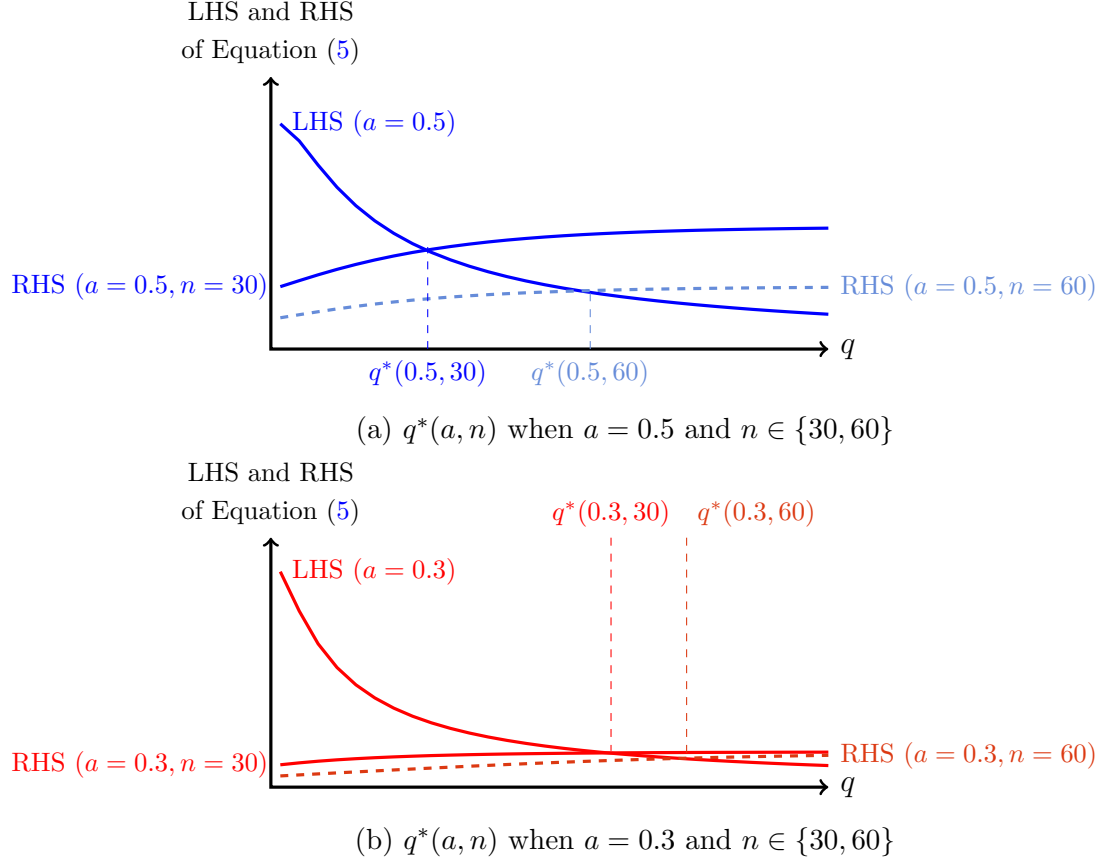 LHS and RHS
of Equation (5)
LHS (a = 0.5)
RHS (a = 0.5, n = 30)
RHS (a = 0.5, n = 60)
q
q*(0.5, 30)
q*(0.5, 60)
(a) q*(a, n) when a = 0.5 and n ∈ {30, 60}
LHS and RHS
of Equation (5)
q*(0.3, 30)
q*(0.3, 60)
LHS (a = 0.3)
RHS (a = 0.3, n = 30)
RHS (a = 0.3, n = 60)
q
(b) q*(a, n) when a = 0.3 and n ∈ {30, 60}